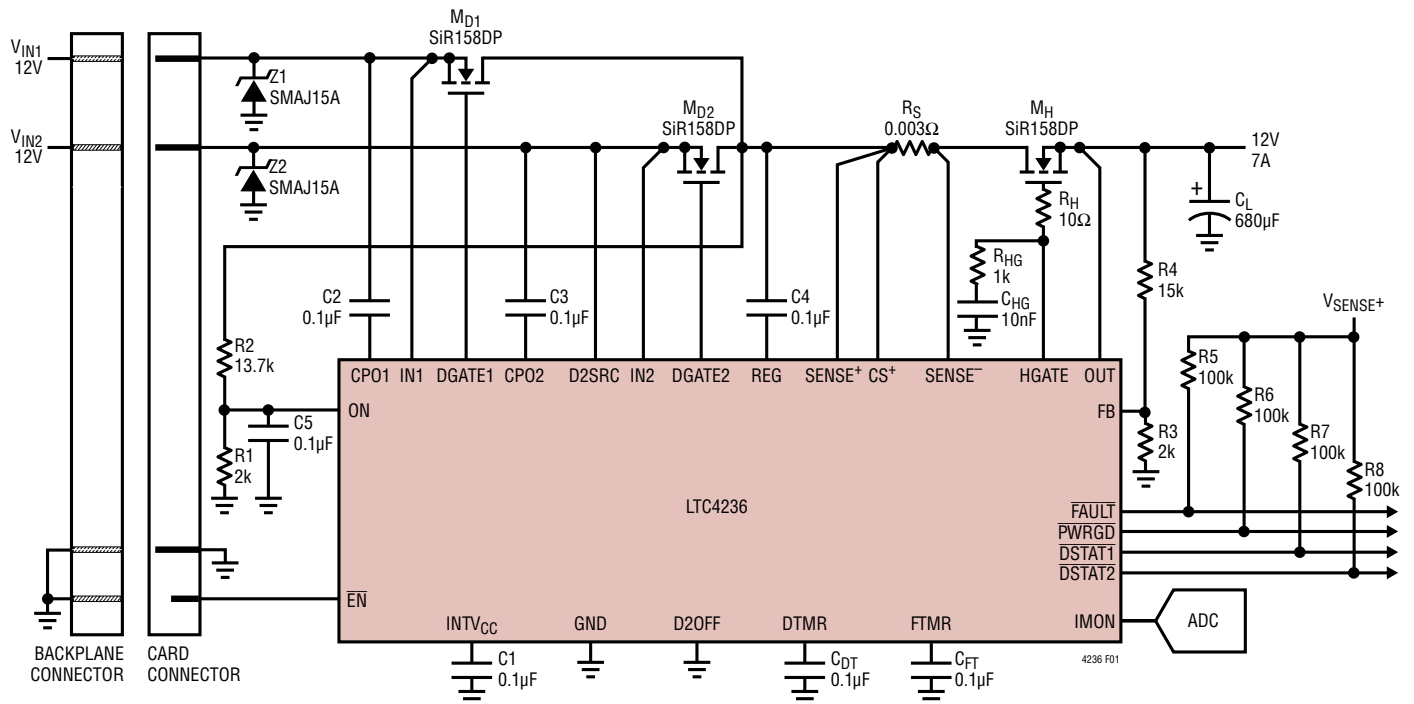 MD1
SiR158DP
VIN1
12V
Z1
SMAJ15A
MD2
SiR158DP
RS
0.003Ω
MH
SiR158DP
12V
7A
VIN2
12V
Z2
SMAJ15A
RH
10Ω
+
CL
680µF
RHG
1k
CHG
10nF
R4
15k
VSENSE+
C2
0.1µF
C3
0.1µF
C4
0.1µF
R2
13.7k
R5
100k
R6
100k
R7
100k
R8
100k
CPO1 IN1 DGATE1 CPO2 D2SRC IN2 DGATE2 REG SENSE+ CS+ SENSE− HGATE OUT
ON
FB
C5
0.1µF
R1
2k
R3
2k
LTC4236
FAULT
PWRGD
DSTAT1
DSTAT2
EN
IMON
ADC
INTVCC GND D2OFF DTMR FTMR
4236 F01
BACKPLANE
CONNECTOR
CARD
CONNECTOR
C1
0.1µF
CDT
0.1µF
CFT
0.1µF